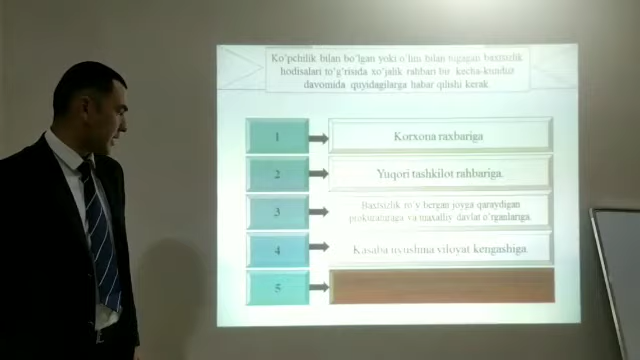 Ko'pchilik bilan bo'lgan yoki o'lim bilan tugagan baxtsizlik
hodisalari to'g'risida xo'jalik rahbari bir kecha-kunduz
davomida quyidagilarga habar qilishi kerak
1
Korxona raxbariga
2
Yuqori tashkilot rahbariga.
3
Baxtsizlik ro'y bergan joyga qaraydigan
prokuraturaga va maxalliy davlat o'rganlariga.
4
Kasaba uyushma viloyat kengashiga.
5